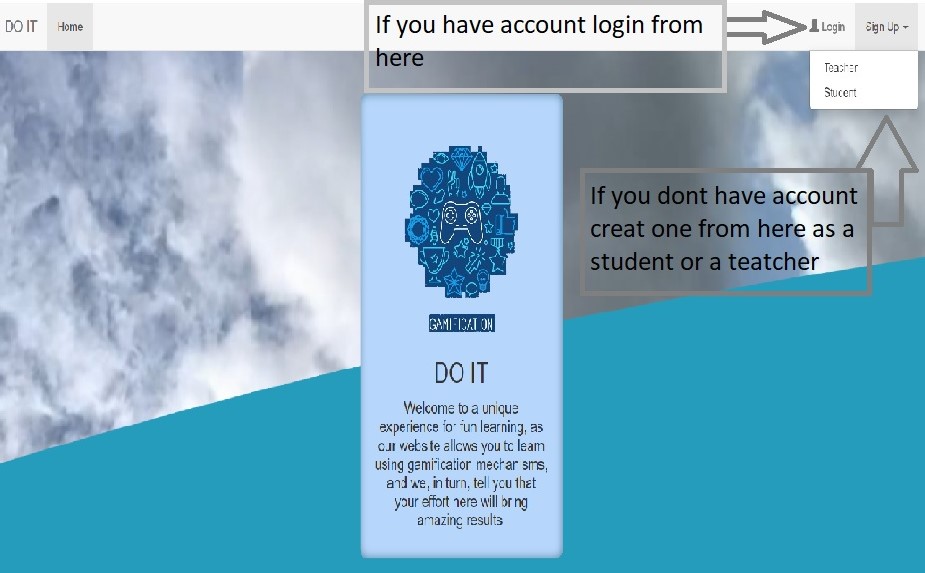 DO IT Home
If you have account login from
here
Login Sign Up
Teacher
Student
If you dont have account
creat one from here as a
student or a teatcher
GAMIFICATION
DO IT
Welcome to a unique
experience for fun learning, as
our website allows you to learn
using gamification mechanisms,
and we, in turn, tell you that
your effort here will bring
amazing results